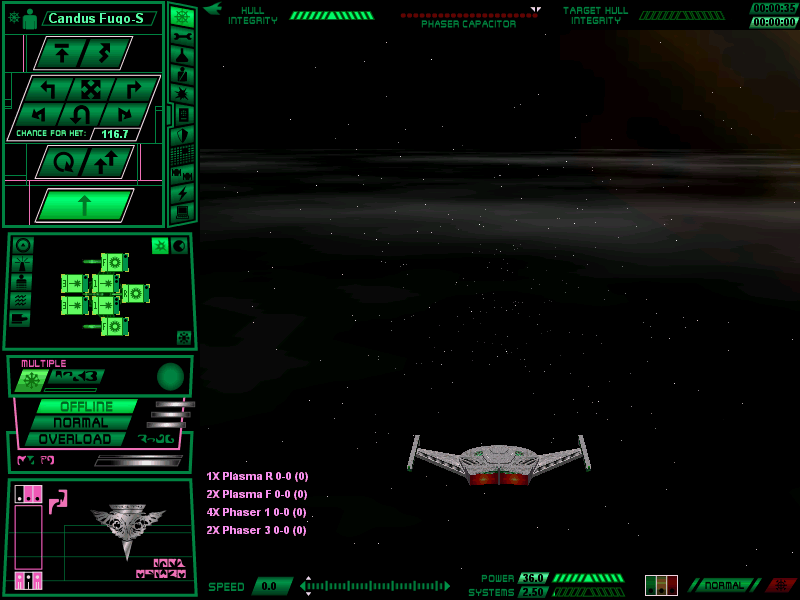 Candus Fugo-S
HULL INTEGRITY
PHASER CAPACITOR
TARGET HULL INTEGRITY
00:00:35
00:00:00
CHANCE FOR HET: 116.7
MULTIPLE
OFFLINE
NORMAL
OVERLOAD
1X Plasma R 0-0 (0)
2X Plasma F 0-0 (0)
4X Phaser 1 0-0 (0)
2X Phaser 3 0-0 (0)
SPEED 0.0
POWER 36.0
SYSTEMS 2.50
NORMAL